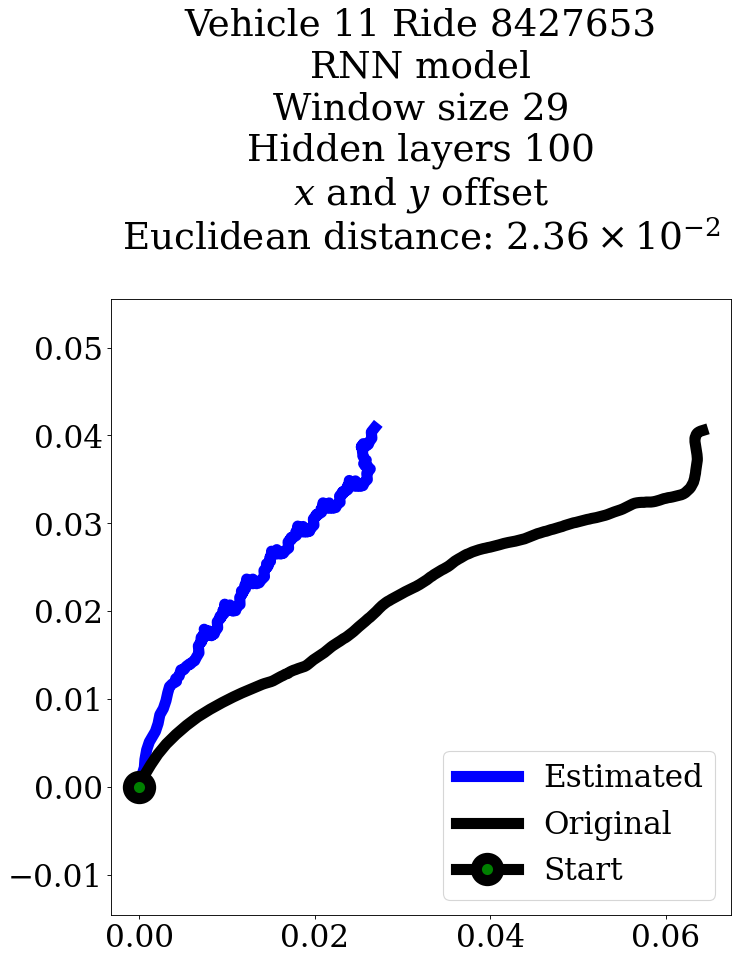 Vehicle 11 Ride 8427653
RNN model
Window size 29
Hidden layers 100
x and y offset
Euclidean distance: 2.36 × 10⁻²
0.05
0.04
0.03
0.02
0.01
0.00
−0.01
Estimated
Original
Start
0.00 0.02 0.04 0.06